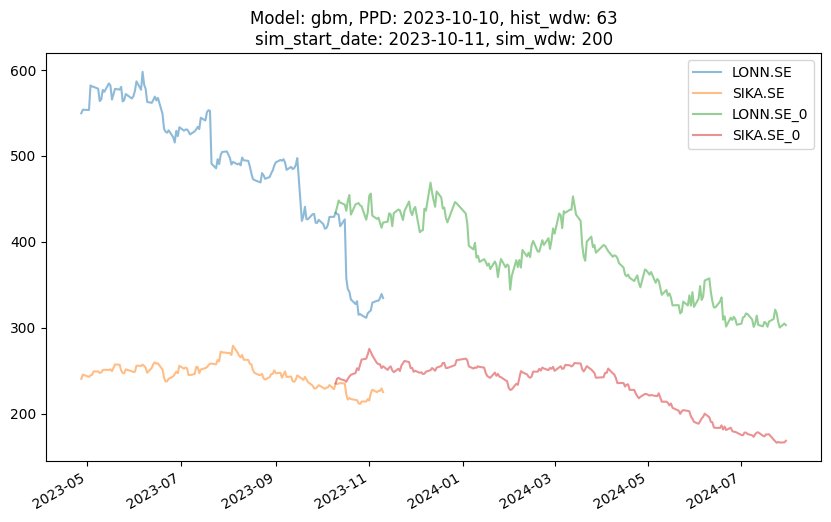 Model: gbm, PPD: 2023-10-10, hist_wdw: 63
sim_start_date: 2023-10-11, sim_wdw: 200
LONN.SE
SIKA.SE
LONN.SE_0
SIKA.SE_0
600
500
400
300
200
2023-05
2023-07
2023-09
2023-11
2024-01
2024-03
2024-05
2024-07